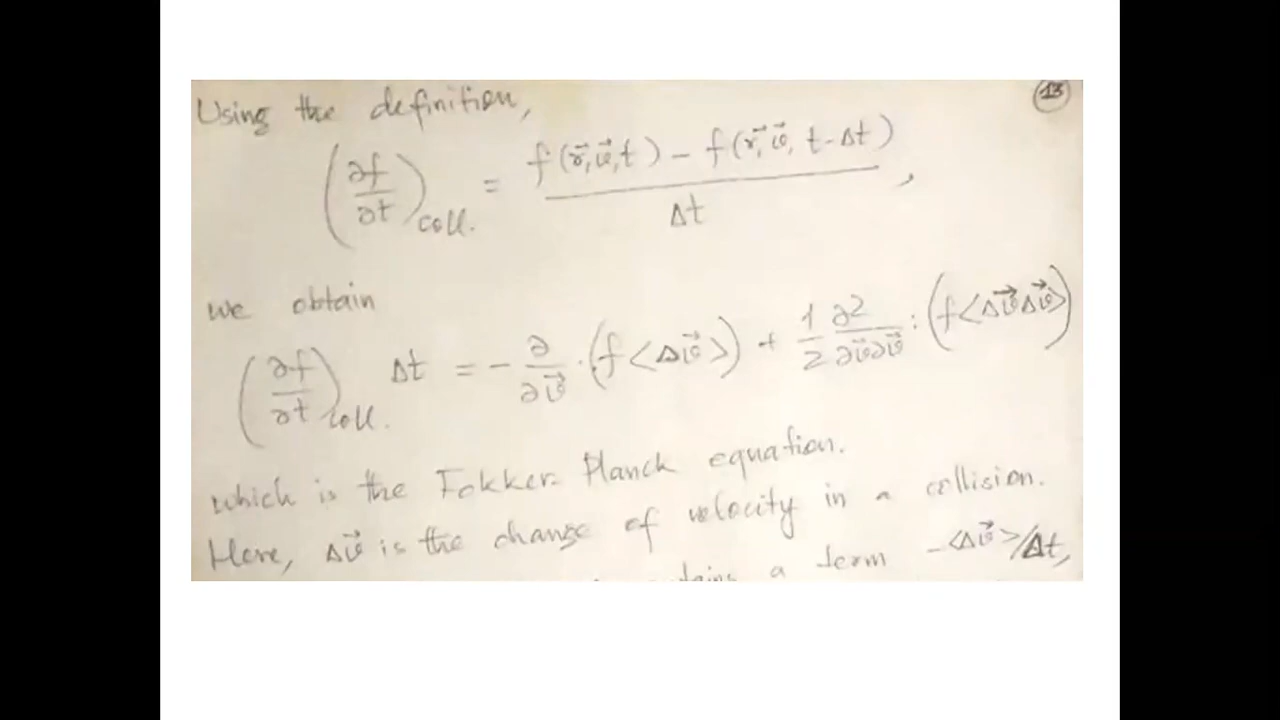 Using the definition,
13
(∂f/∂t)coll. = (f(r⃗, v⃗, t) - f(r⃗, v⃗, t-Δt))/Δt ,
we obtain
(∂f/∂t)coll. Δt = - ∂/∂v⃗ · (f<Δv⃗>) + 1/2 ∂2/∂v⃗∂v⃗ : (f<Δv⃗Δv⃗>)
which is the Fokker-Planck equation.
Here, Δv⃗ is the change of velocity in a collision.
a term -<Δv⃗>/Δt,